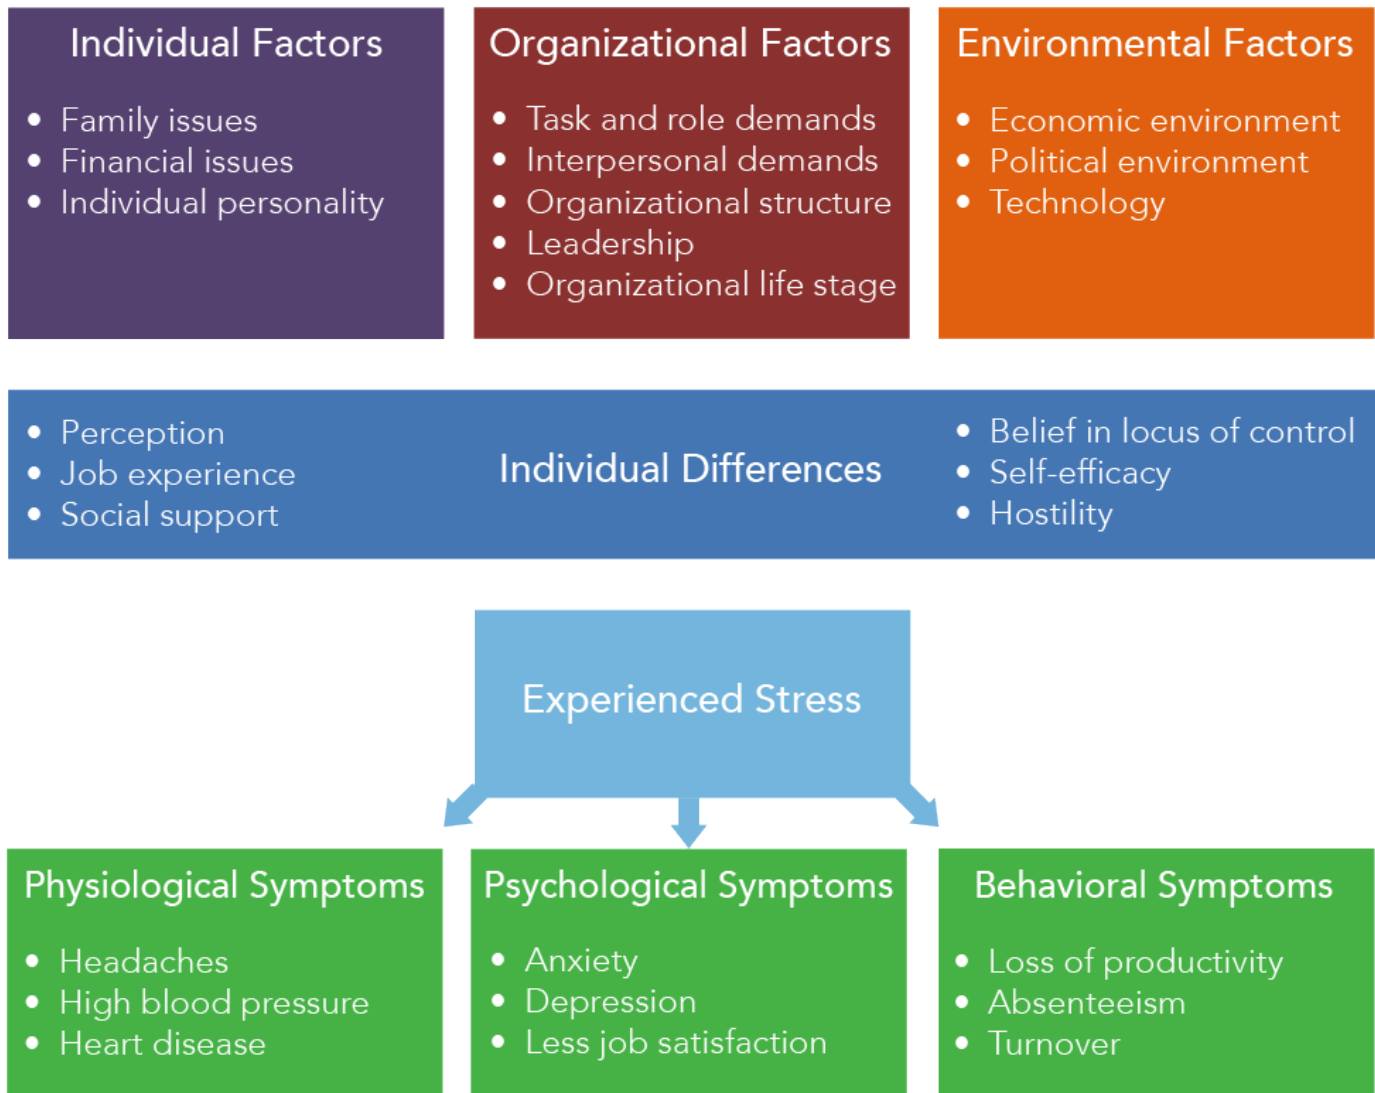 Individual Factors
• Family issues
• Financial issues
• Individual personality
Organizational Factors
• Task and role demands
• Interpersonal demands
• Organizational structure
• Leadership
• Organizational life stage
Environmental Factors
• Economic environment
• Political environment
• Technology
• Perception
• Job experience
• Social support
Individual Differences
• Belief in locus of control
• Self-efficacy
• Hostility
Experienced Stress
Physiological Symptoms
• Headaches
• High blood pressure
• Heart disease
Psychological Symptoms
• Anxiety
• Depression
• Less job satisfaction
Behavioral Symptoms
• Loss of productivity
• Absenteeism
• Turnover